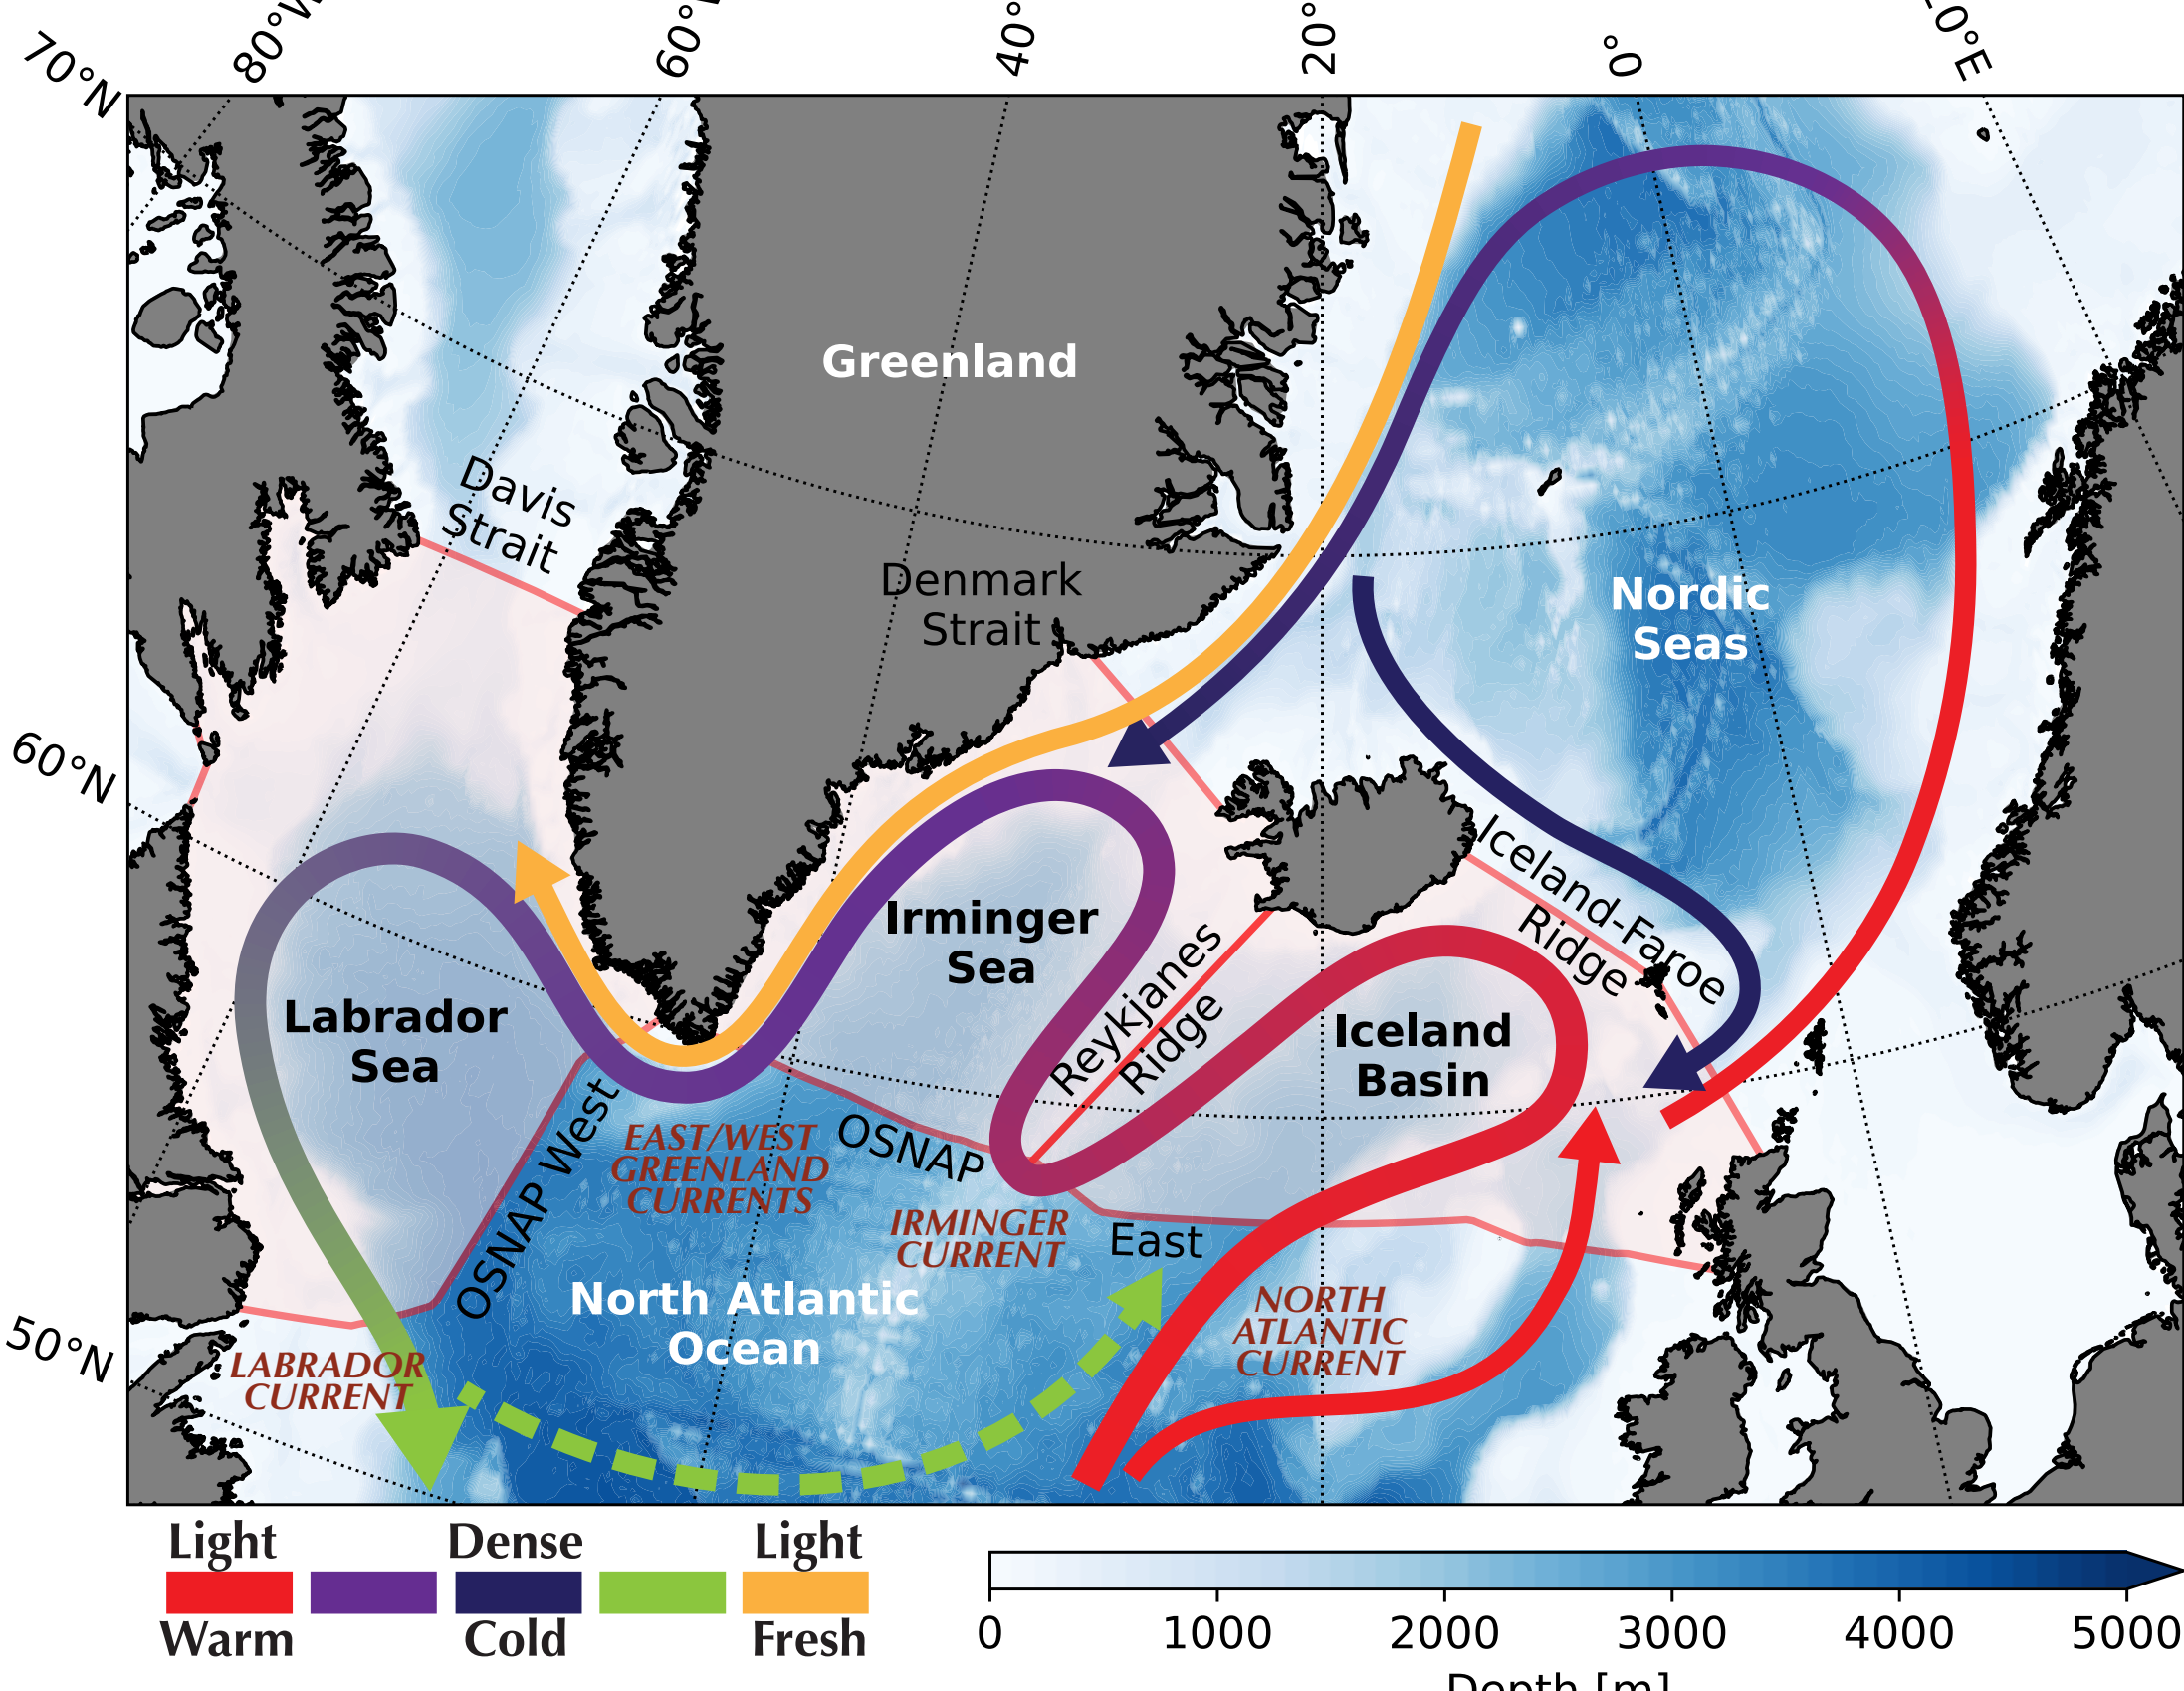 80°W
60°W
40°
20°
0°
20°E
70°N
60°N
50°N
Greenland
Davis
Strait
Denmark
Strait
Nordic
Seas
Iceland-Faroe
Ridge
Irminger
Sea
Reykjanes
Ridge
Iceland
Basin
Labrador
Sea
OSNAP West
EAST/WEST
GREENLAND
CURRENTS
OSNAP
East
IRMINGER
CURRENT
North Atlantic
Ocean
NORTH
ATLANTIC
CURRENT
LABRADOR
CURRENT
Light
Dense
Light
Warm
Cold
Fresh
0
1000
2000
3000
4000
5000
Depth [m]